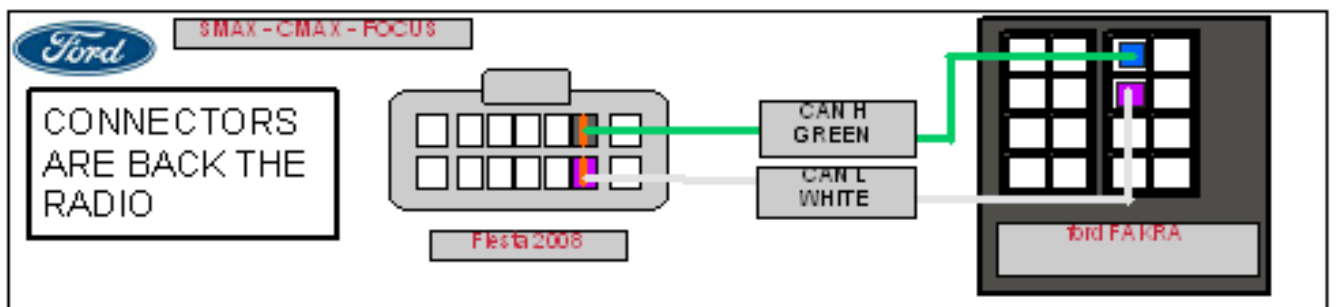 Ford
SMAX - CMAX - FOCUS
CONNECTORS
ARE BACK THE
RADIO
CAN H
GREEN
CAN L
WHITE
Fiesta 2008
ford FAKRA